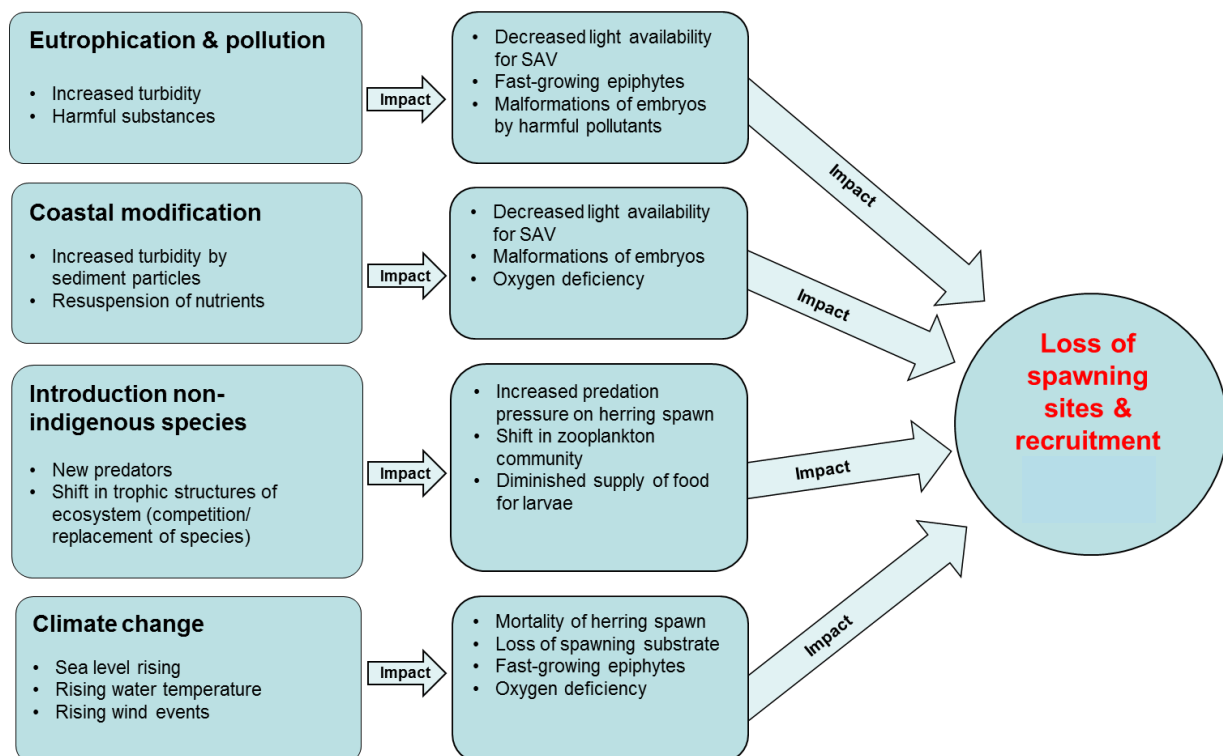 Eutrophication & pollution
• Increased turbidity
• Harmful substances
Impact
• Decreased light availability
for SAV
• Fast-growing epiphytes
• Malformations of embryos
by harmful pollutants
Impact
Coastal modification
• Increased turbidity by
sediment particles
• Resuspension of nutrients
Impact
• Decreased light availability
for SAV
• Malformations of embryos
• Oxygen deficiency
Impact
Introduction non-
indigenous species
• New predators
• Shift in trophic structures of
ecosystem (competition/
replacement of species)
Impact
• Increased predation
pressure on herring spawn
• Shift in zooplankton
community
• Diminished supply of food
for larvae
Impact
Climate change
• Sea level rising
• Rising water temperature
• Rising wind events
Impact
• Mortality of herring spawn
• Loss of spawning substrate
• Fast-growing epiphytes
• Oxygen deficiency
Impact
Loss of
spawning
sites &
recruitment